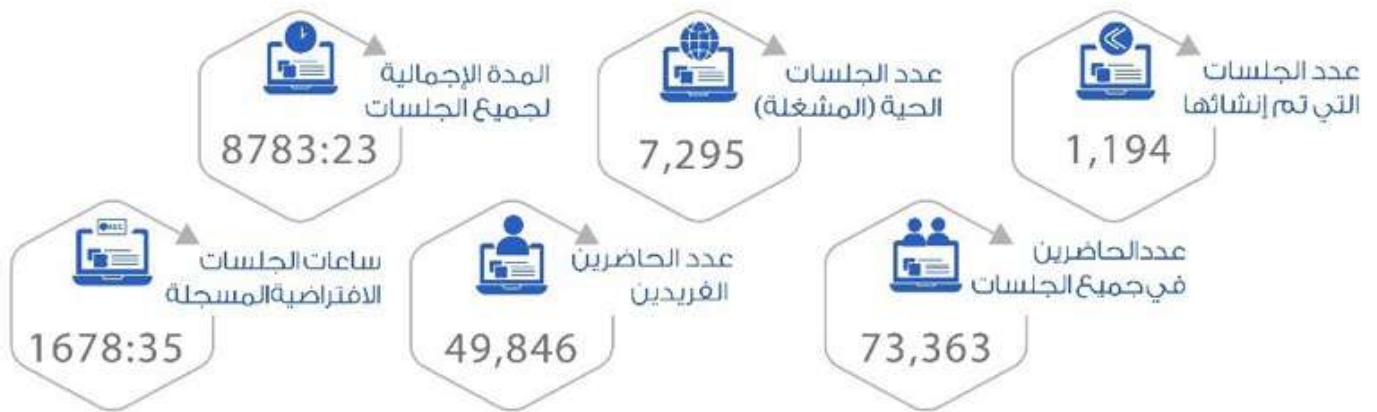 عدد الجلسات
التي تم إنشائها
1,194
عدد الجلسات
الحية (المشغلة)
7,295
المدة الإجمالية
لجميع الجلسات
8783:23
عددالحاضرين
في جميع الجلسات
73,363
عدد الحاضرين
الفريدين
49,846
ساعات الجلسات
الافتراضيةالمسجلة
1678:35